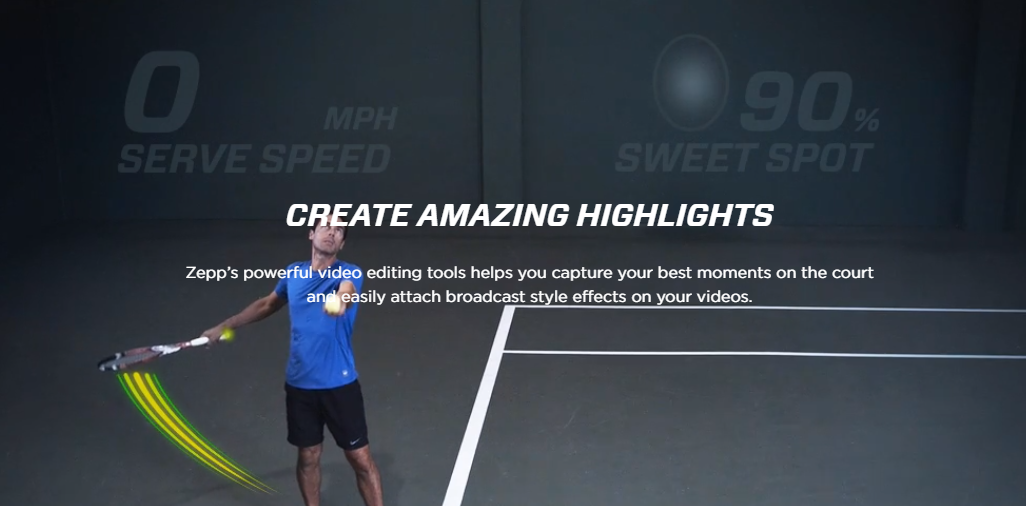 0 MPH
SERVE SPEED
90%
SWEET SPOT
CREATE AMAZING HIGHLIGHTS
Zepp's powerful video editing tools helps you capture your best moments on the court
and easily attach broadcast style effects on your videos.